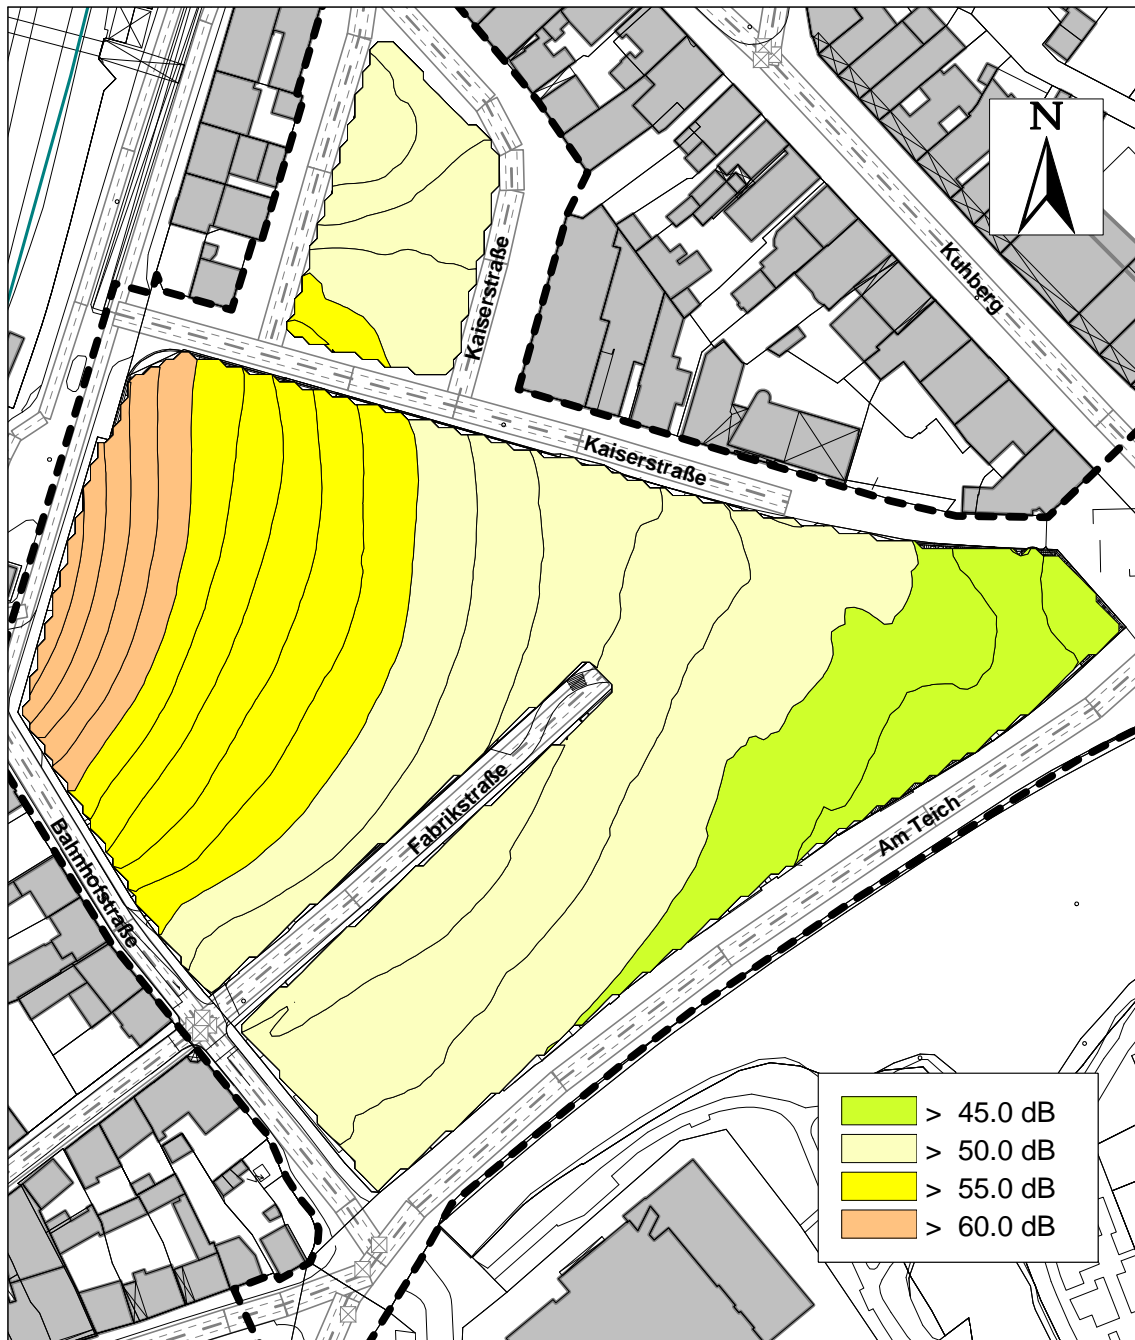 N
Kuhberg
Kaiserstraße
Kaiserstraße
Fabrikstraße
Am Teich
Bahnhofstraße
> 45.0 dB
> 50.0 dB
> 55.0 dB
> 60.0 dB